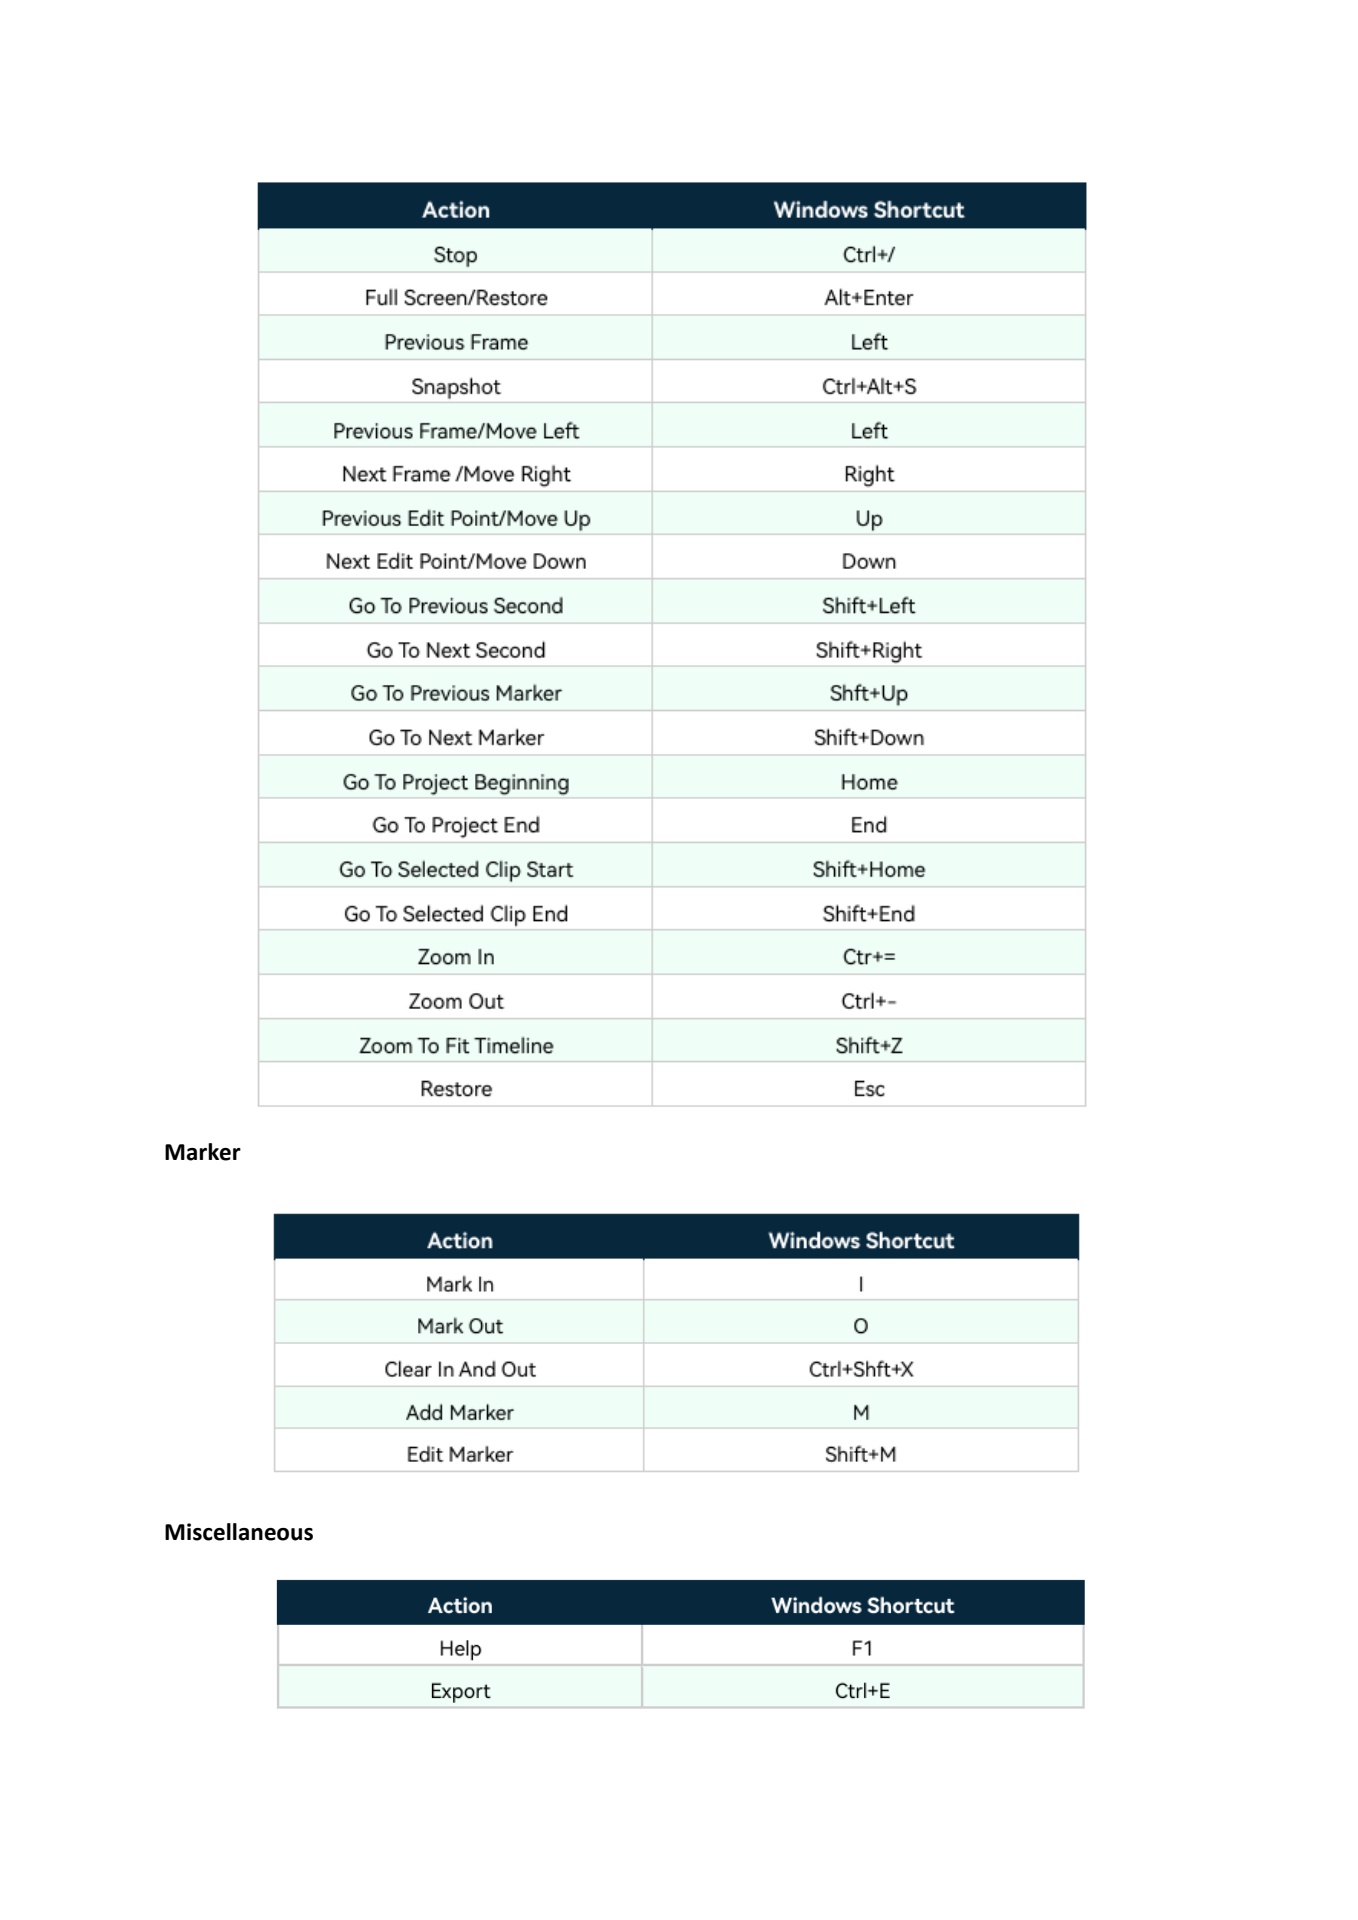 Action Windows Shortcut
Stop Ctrl+/
Full Screen/Restore Alt+Enter
Previous Frame Left
Snapshot Ctrl+Alt+S
Previous Frame/Move Left Left
Next Frame /Move Right Right
Previous Edit Point/Move Up Up
Next Edit Point/Move Down Down
Go To Previous Second Shift+Left
Go To Next Second Shift+Right
Go To Previous Marker Shft+Up
Go To Next Marker Shift+Down
Go To Project Beginning Home
Go To Project End End
Go To Selected Clip Start Shift+Home
Go To Selected Clip End Shift+End
Zoom In Ctr+=
Zoom Out Ctrl+-
Zoom To Fit Timeline Shift+Z
Restore Esc
Marker
Action Windows Shortcut
Mark In I
Mark Out O
Clear In And Out Ctrl+Shft+X
Add Marker M
Edit Marker Shift+M
Miscellaneous
Action Windows Shortcut
Help F1
Export Ctrl+E